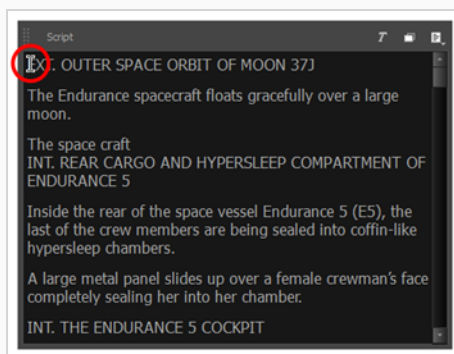 Script
EXT. OUTER SPACE ORBIT OF MOON 37J
The Endurance spacecraft floats gracefully over a large
moon.
The space craft
INT. REAR CARGO AND HYPERSLEEP COMPARTMENT OF
ENDURANCE 5
Inside the rear of the space vessel Endurance 5 (E5), the
last of the crew members are being sealed into coffin-like
hypersleep chambers.
A large metal panel slides up over a female crewman's face
completely sealing her into her chamber.
INT. THE ENDURANCE 5 COCKPIT